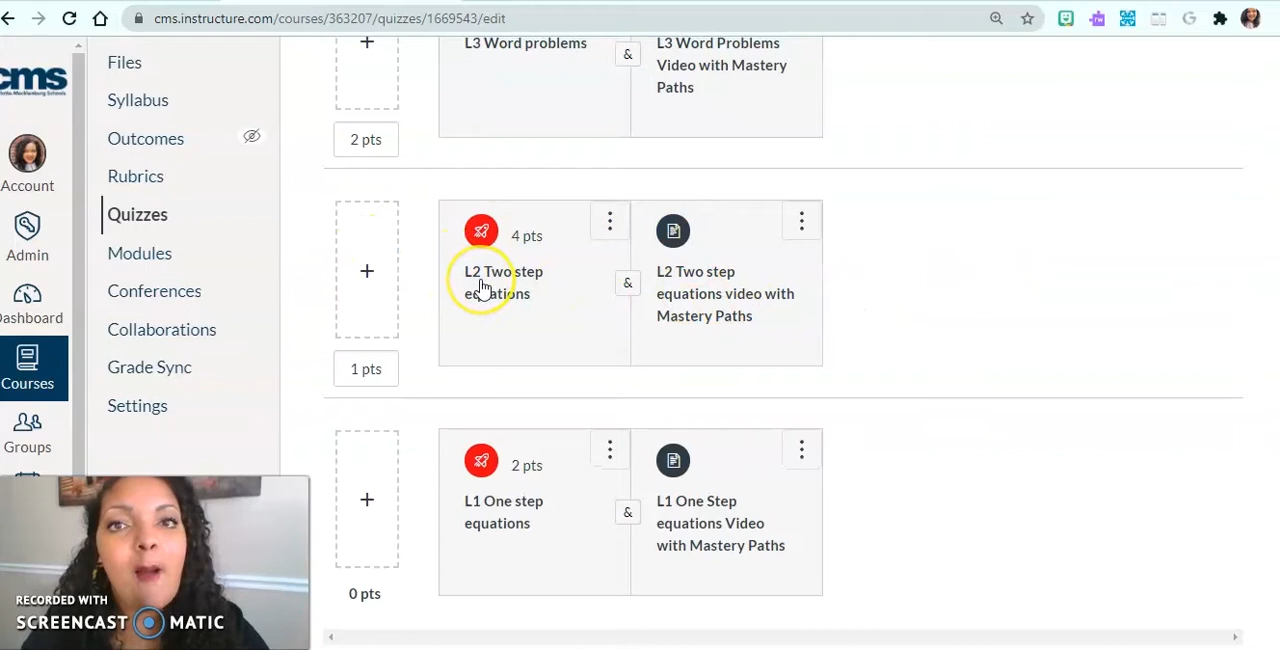 cms.instructure.com/courses/363207/quizzes/1669543/edit
cms
Account
Admin
Dashboard
Courses
Groups
Files
Syllabus
Outcomes
Rubrics
Quizzes
Modules
Conferences
Collaborations
Grade Sync
Settings
+
L3 Word problems
&
L3 Word Problems
Video with Mastery
Paths
2 pts
+
4 pts
L2 Two step
equations
&
L2 Two step
equations video with
Mastery Paths
1 pts
+
2 pts
L1 One step
equations
&
L1 One Step
equations Video
with Mastery Paths
0 pts
RECORDED WITH
SCREENCAST MATIC